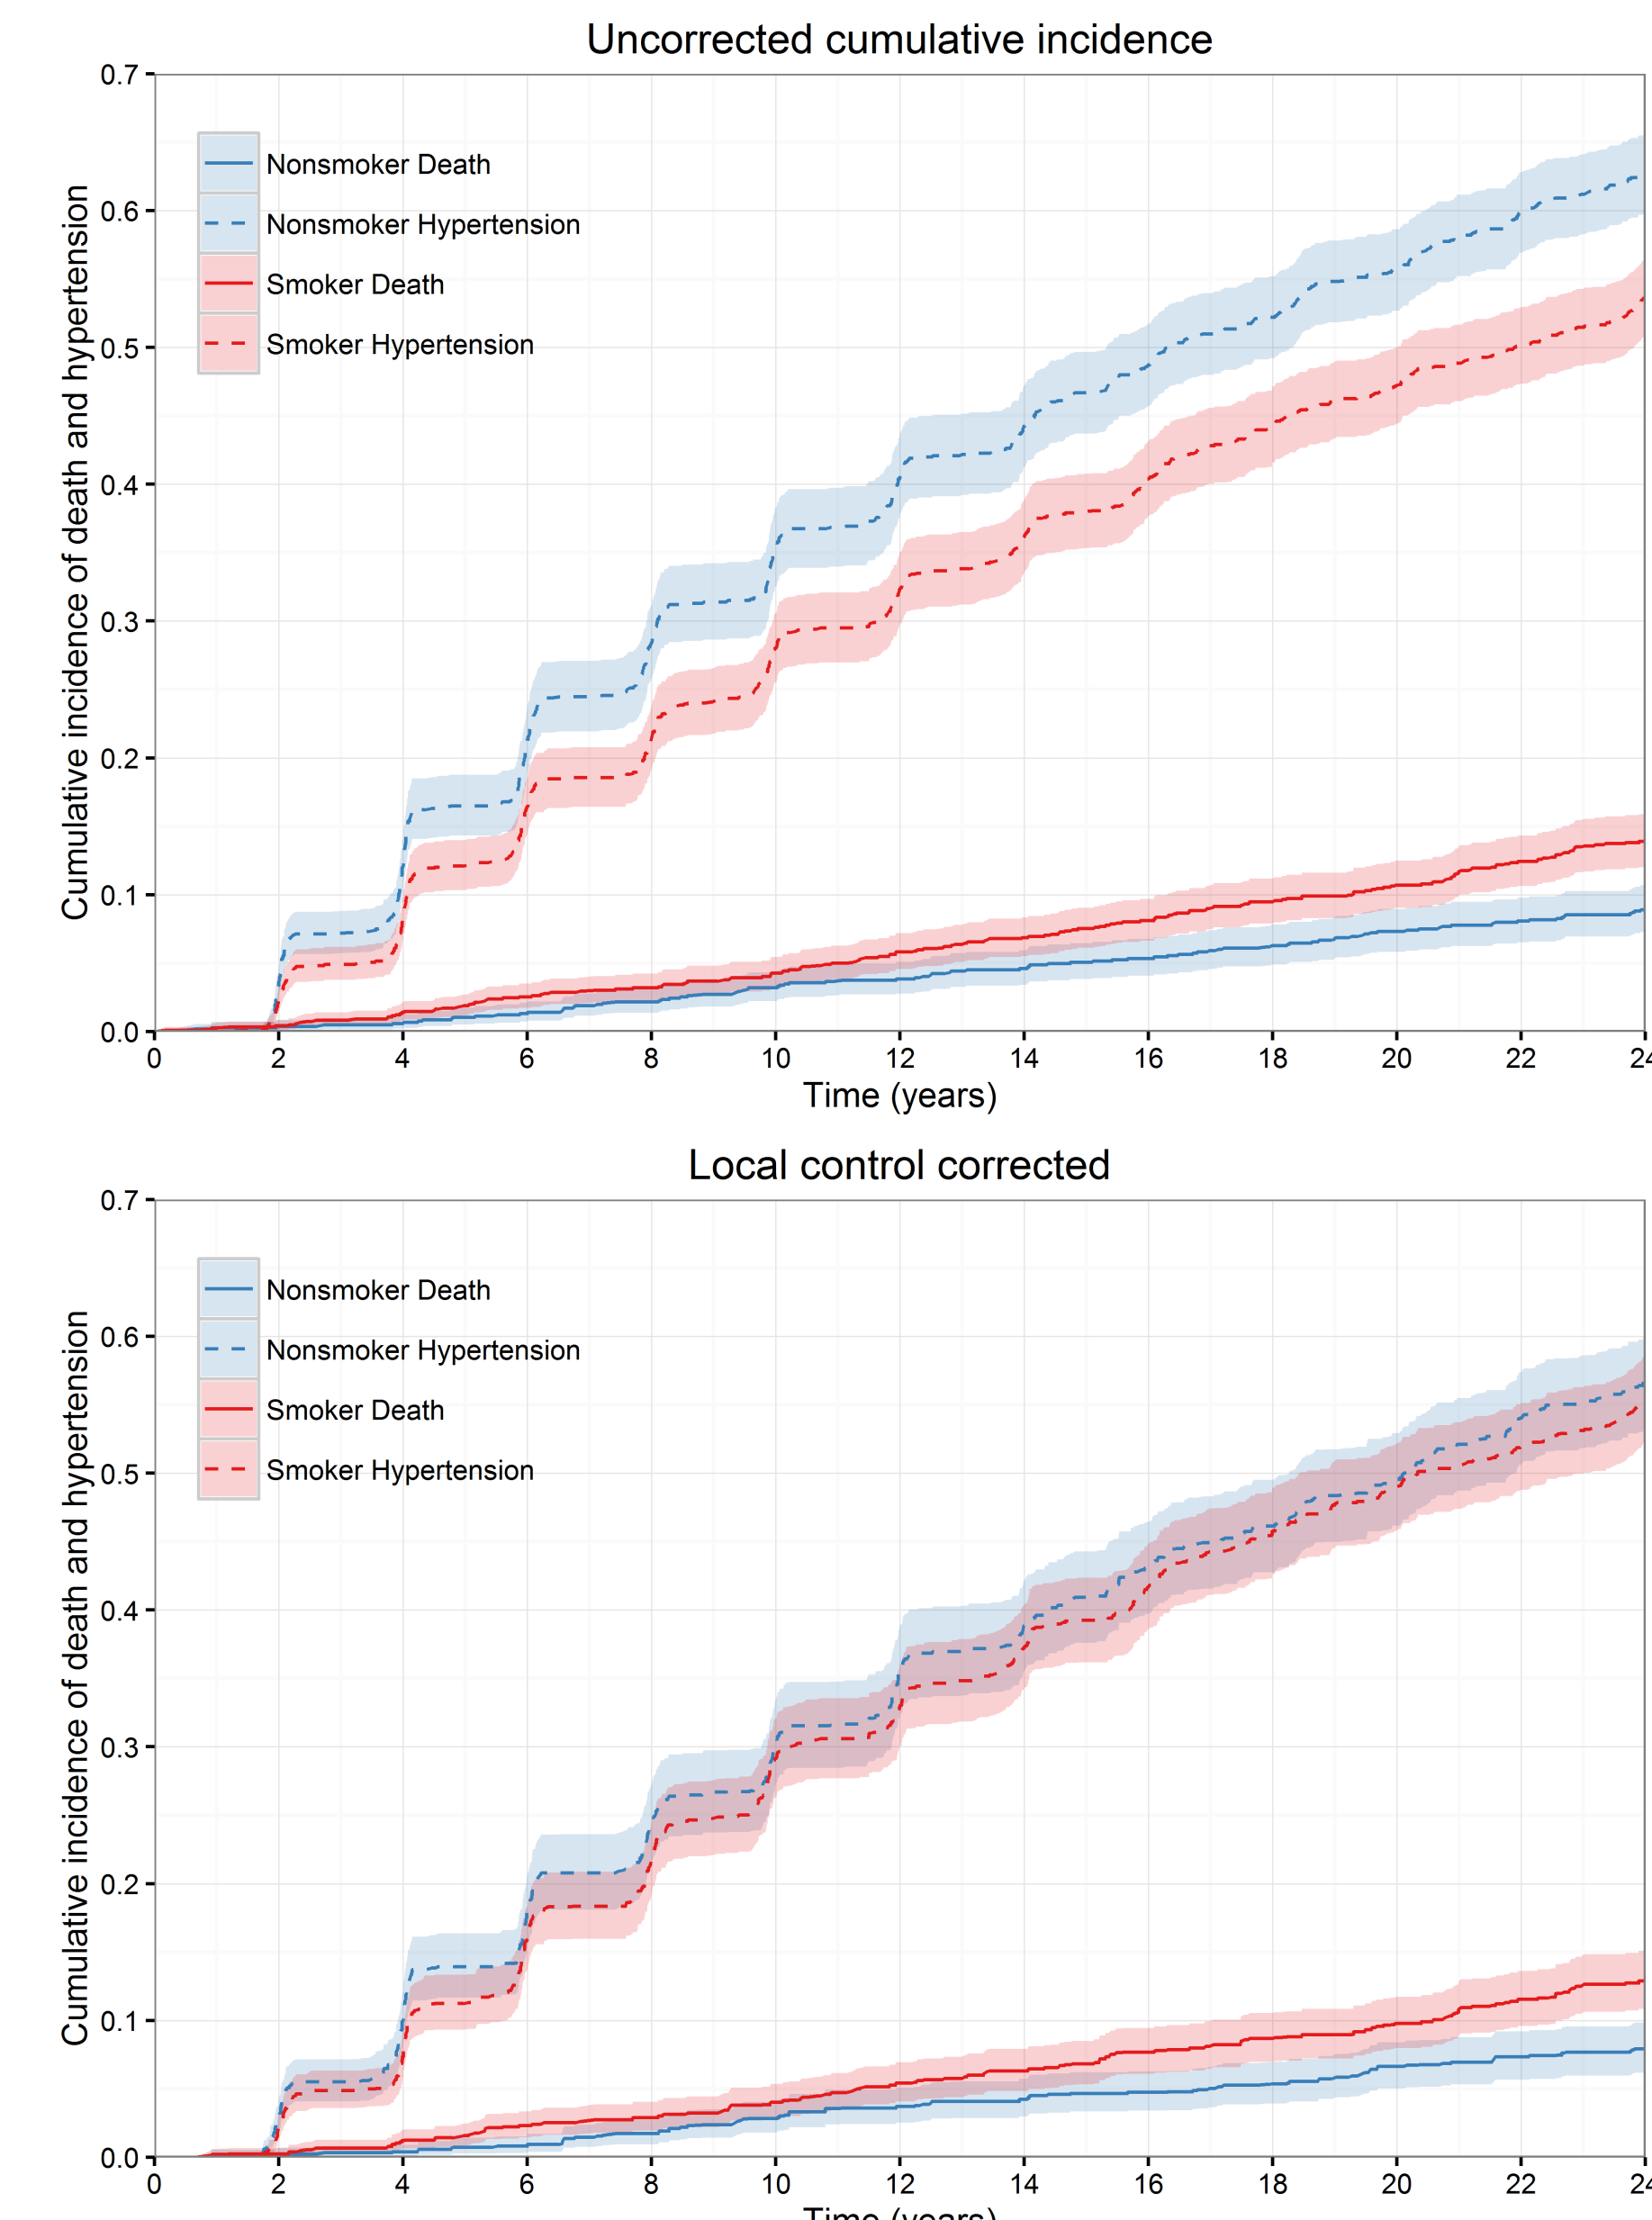 Uncorrected cumulative incidence
Cumulative incidence of death and hypertension
0.7
0.6
0.5
0.4
0.3
0.2
0.1
0.0
Nonsmoker Death
Nonsmoker Hypertension
Smoker Death
Smoker Hypertension
0 2 4 6 8 10 12 14 16 18 20 22 24
Time (years)
Local control corrected
Cumulative incidence of death and hypertension
0.7
0.6
0.5
0.4
0.3
0.2
0.1
0.0
Nonsmoker Death
Nonsmoker Hypertension
Smoker Death
Smoker Hypertension
0 2 4 6 8 10 12 14 16 18 20 22 24
Time (years)